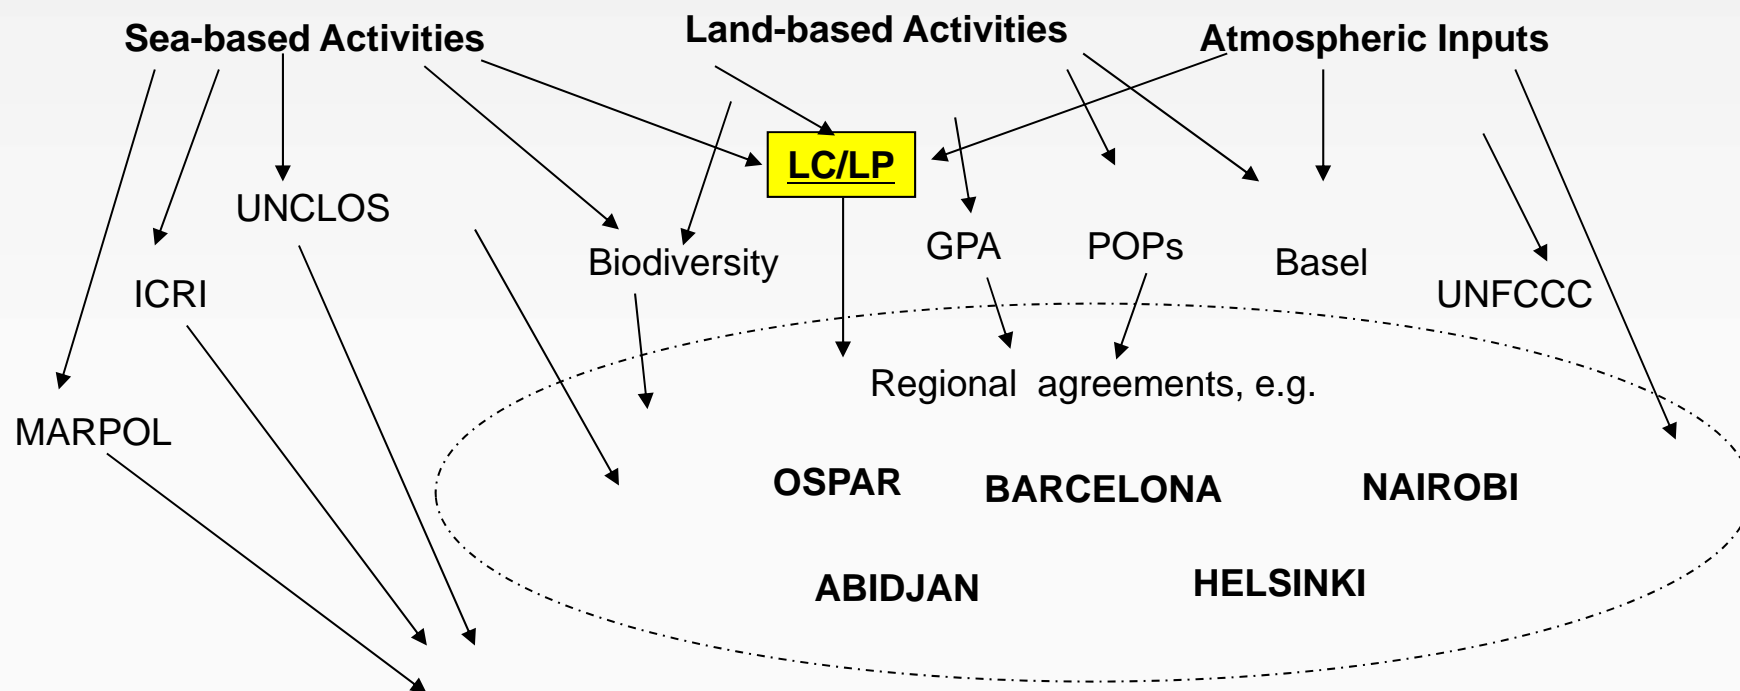 Sea-based Activities
Land-based Activities
Atmospheric Inputs
LC/LP
UNCLOS
Biodiversity
GPA
POPs
Basel
ICRI
UNFCCC
Regional agreements, e.g.
MARPOL
OSPAR
BARCELONA
NAIROBI
ABIDJAN
HELSINKI